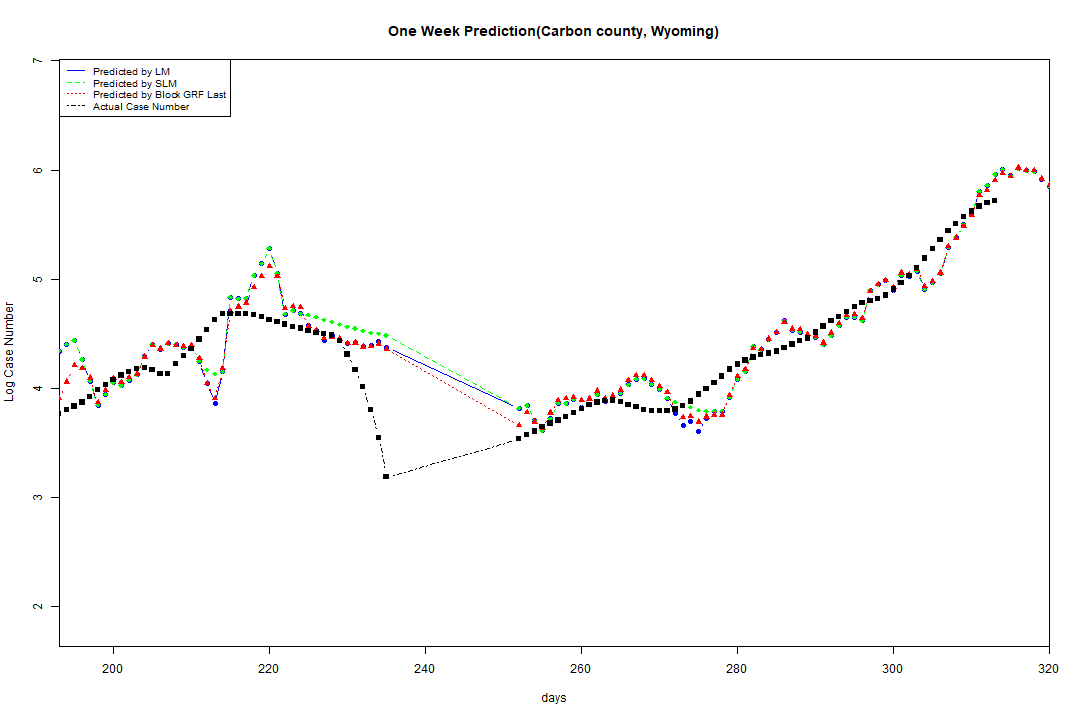 One Week Prediction(Carbon county, Wyoming)
Predicted by LM
Predicted by SLM
Predicted by Block GRF Last
Actual Case Number
7
6
5
4
3
2
Log Case Number
200 220 240 260 280 300 320
days